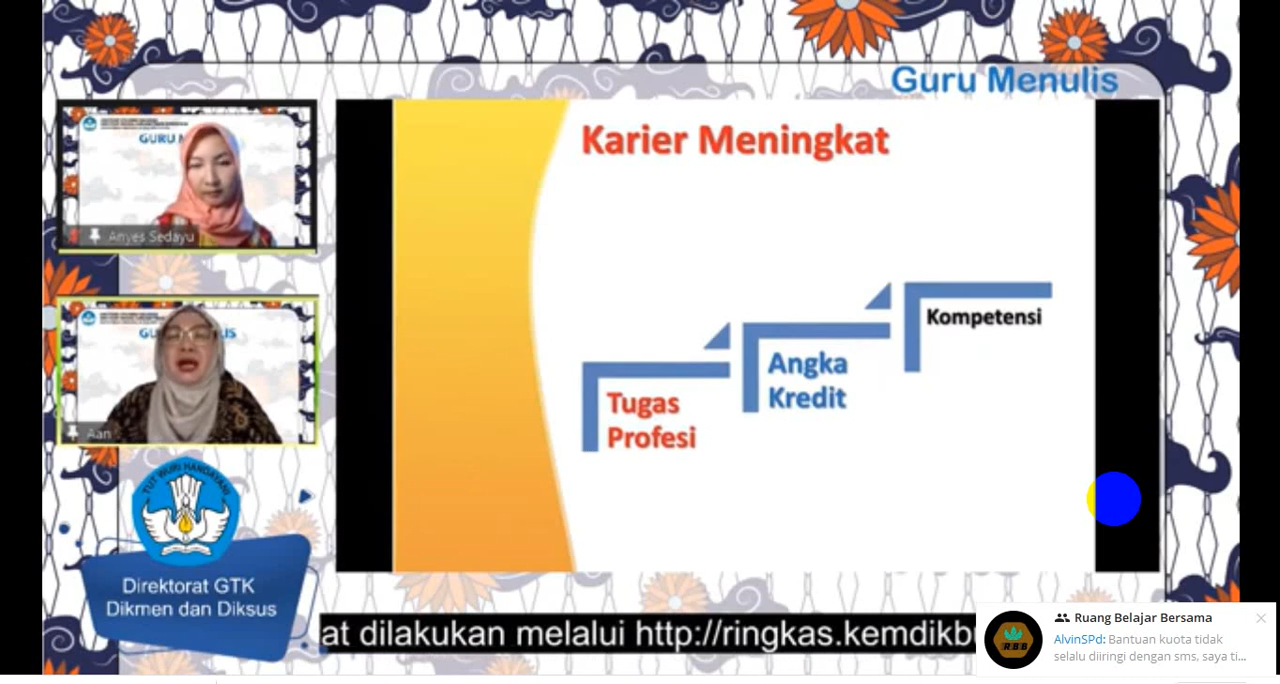 Guru Menulis
Karier Meningkat
Kompetensi
Angka
Kredit
Tugas
Profesi
Anyes Sedayu
Aan
TUT WURI HANDAYANI
Direktorat GTK
Dikmen dan Diksus
at dilakukan melalui http://ringkas.kemdikb
Ruang Belajar Bersama
AlvinSPd: Bantuan kuota tidak
selalu diiringi dengan sms, saya ti...
RBB